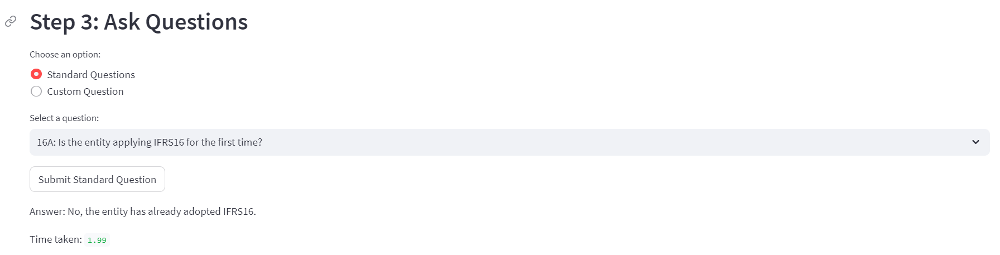 Step 3: Ask Questions
Choose an option:
Standard Questions
Custom Question
Select a question:
16A: Is the entity applying IFRS16 for the first time?
Submit Standard Question
Answer: No, the entity has already adopted IFRS16.
Time taken: 1.99